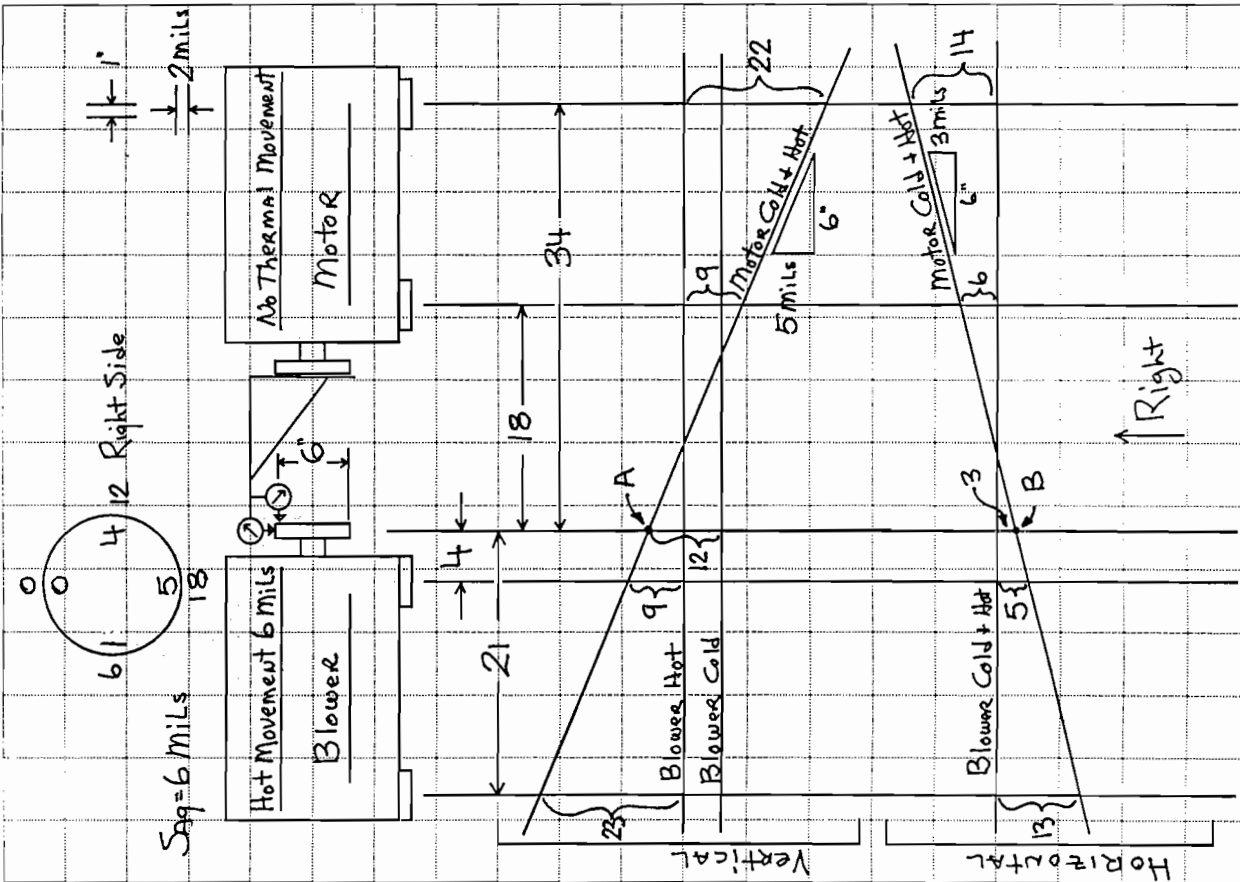 1"
2 mils
0
0
6 1
4 12 Right Side
5
18
Sag=6 MiLs
Hot Movement 6 Mils
Blower
No Thermal Movement
Motor
6"
34
18
4
21
A
22
9
Motor Cold + Hot
5 mils
6"
12
9
23
Blower Hot
Blower Cold
Vertical
14
Motor Cold + Hot
3 mils
6"
6
3
B
5
Blower Cold + Hot
13
Right
Horizontal